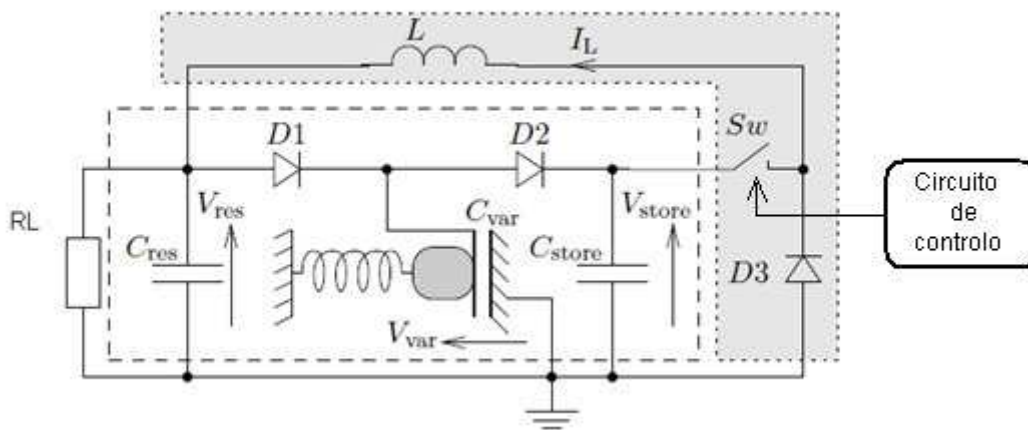 L
I_L
D1
D2
Sw
Circuito
de
controlo
V_res
C_var
V_store
RL
C_res
C_store
D3
V_var